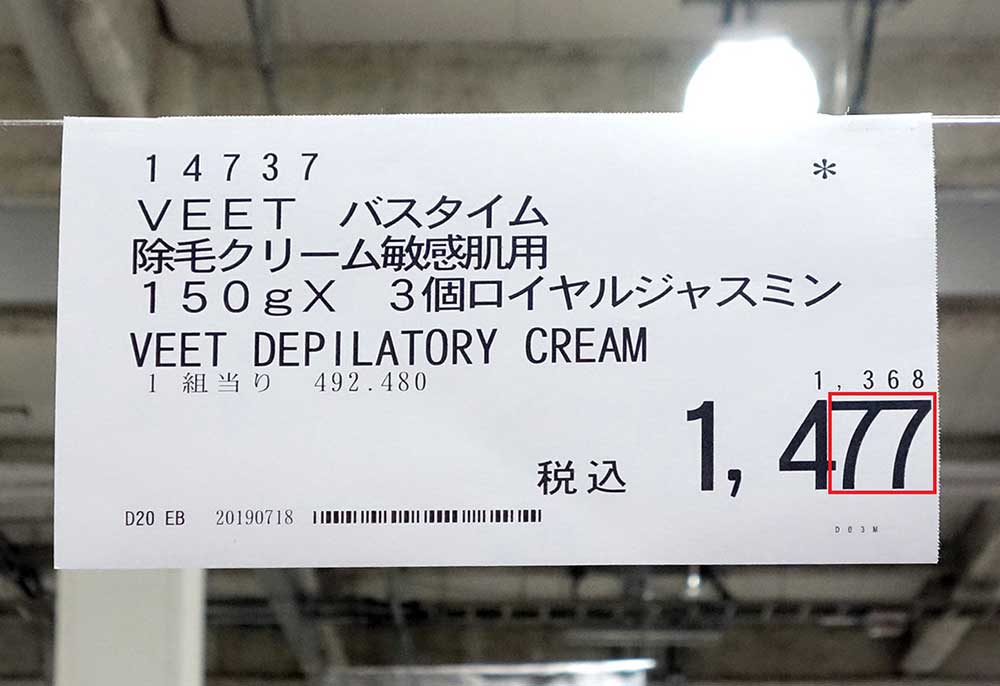 14737 *
VEET バスタイム
除毛クリーム敏感肌用
150gX 3個ロイヤルジャスミン
VEET DEPILATORY CREAM
1組当り 492.480
1,368
税込 1,477
D20 EB 20190718
D03M